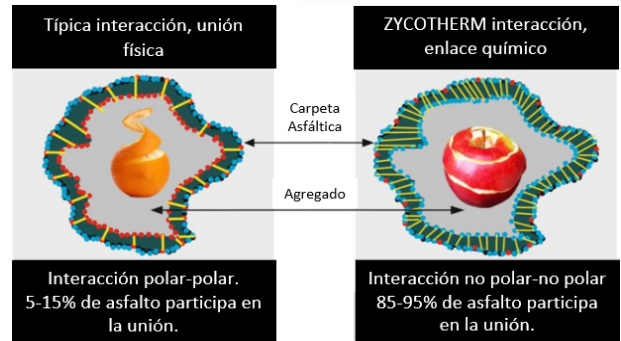 Típica interacción, unión
física
ZYCOTHERM interacción,
enlace químico
Carpeta
Asfáltica
Agregado
Interacción polar-polar.
5-15% de asfalto participa en
la unión.
Interacción no polar-no polar
85-95% de asfalto participa
en la unión.